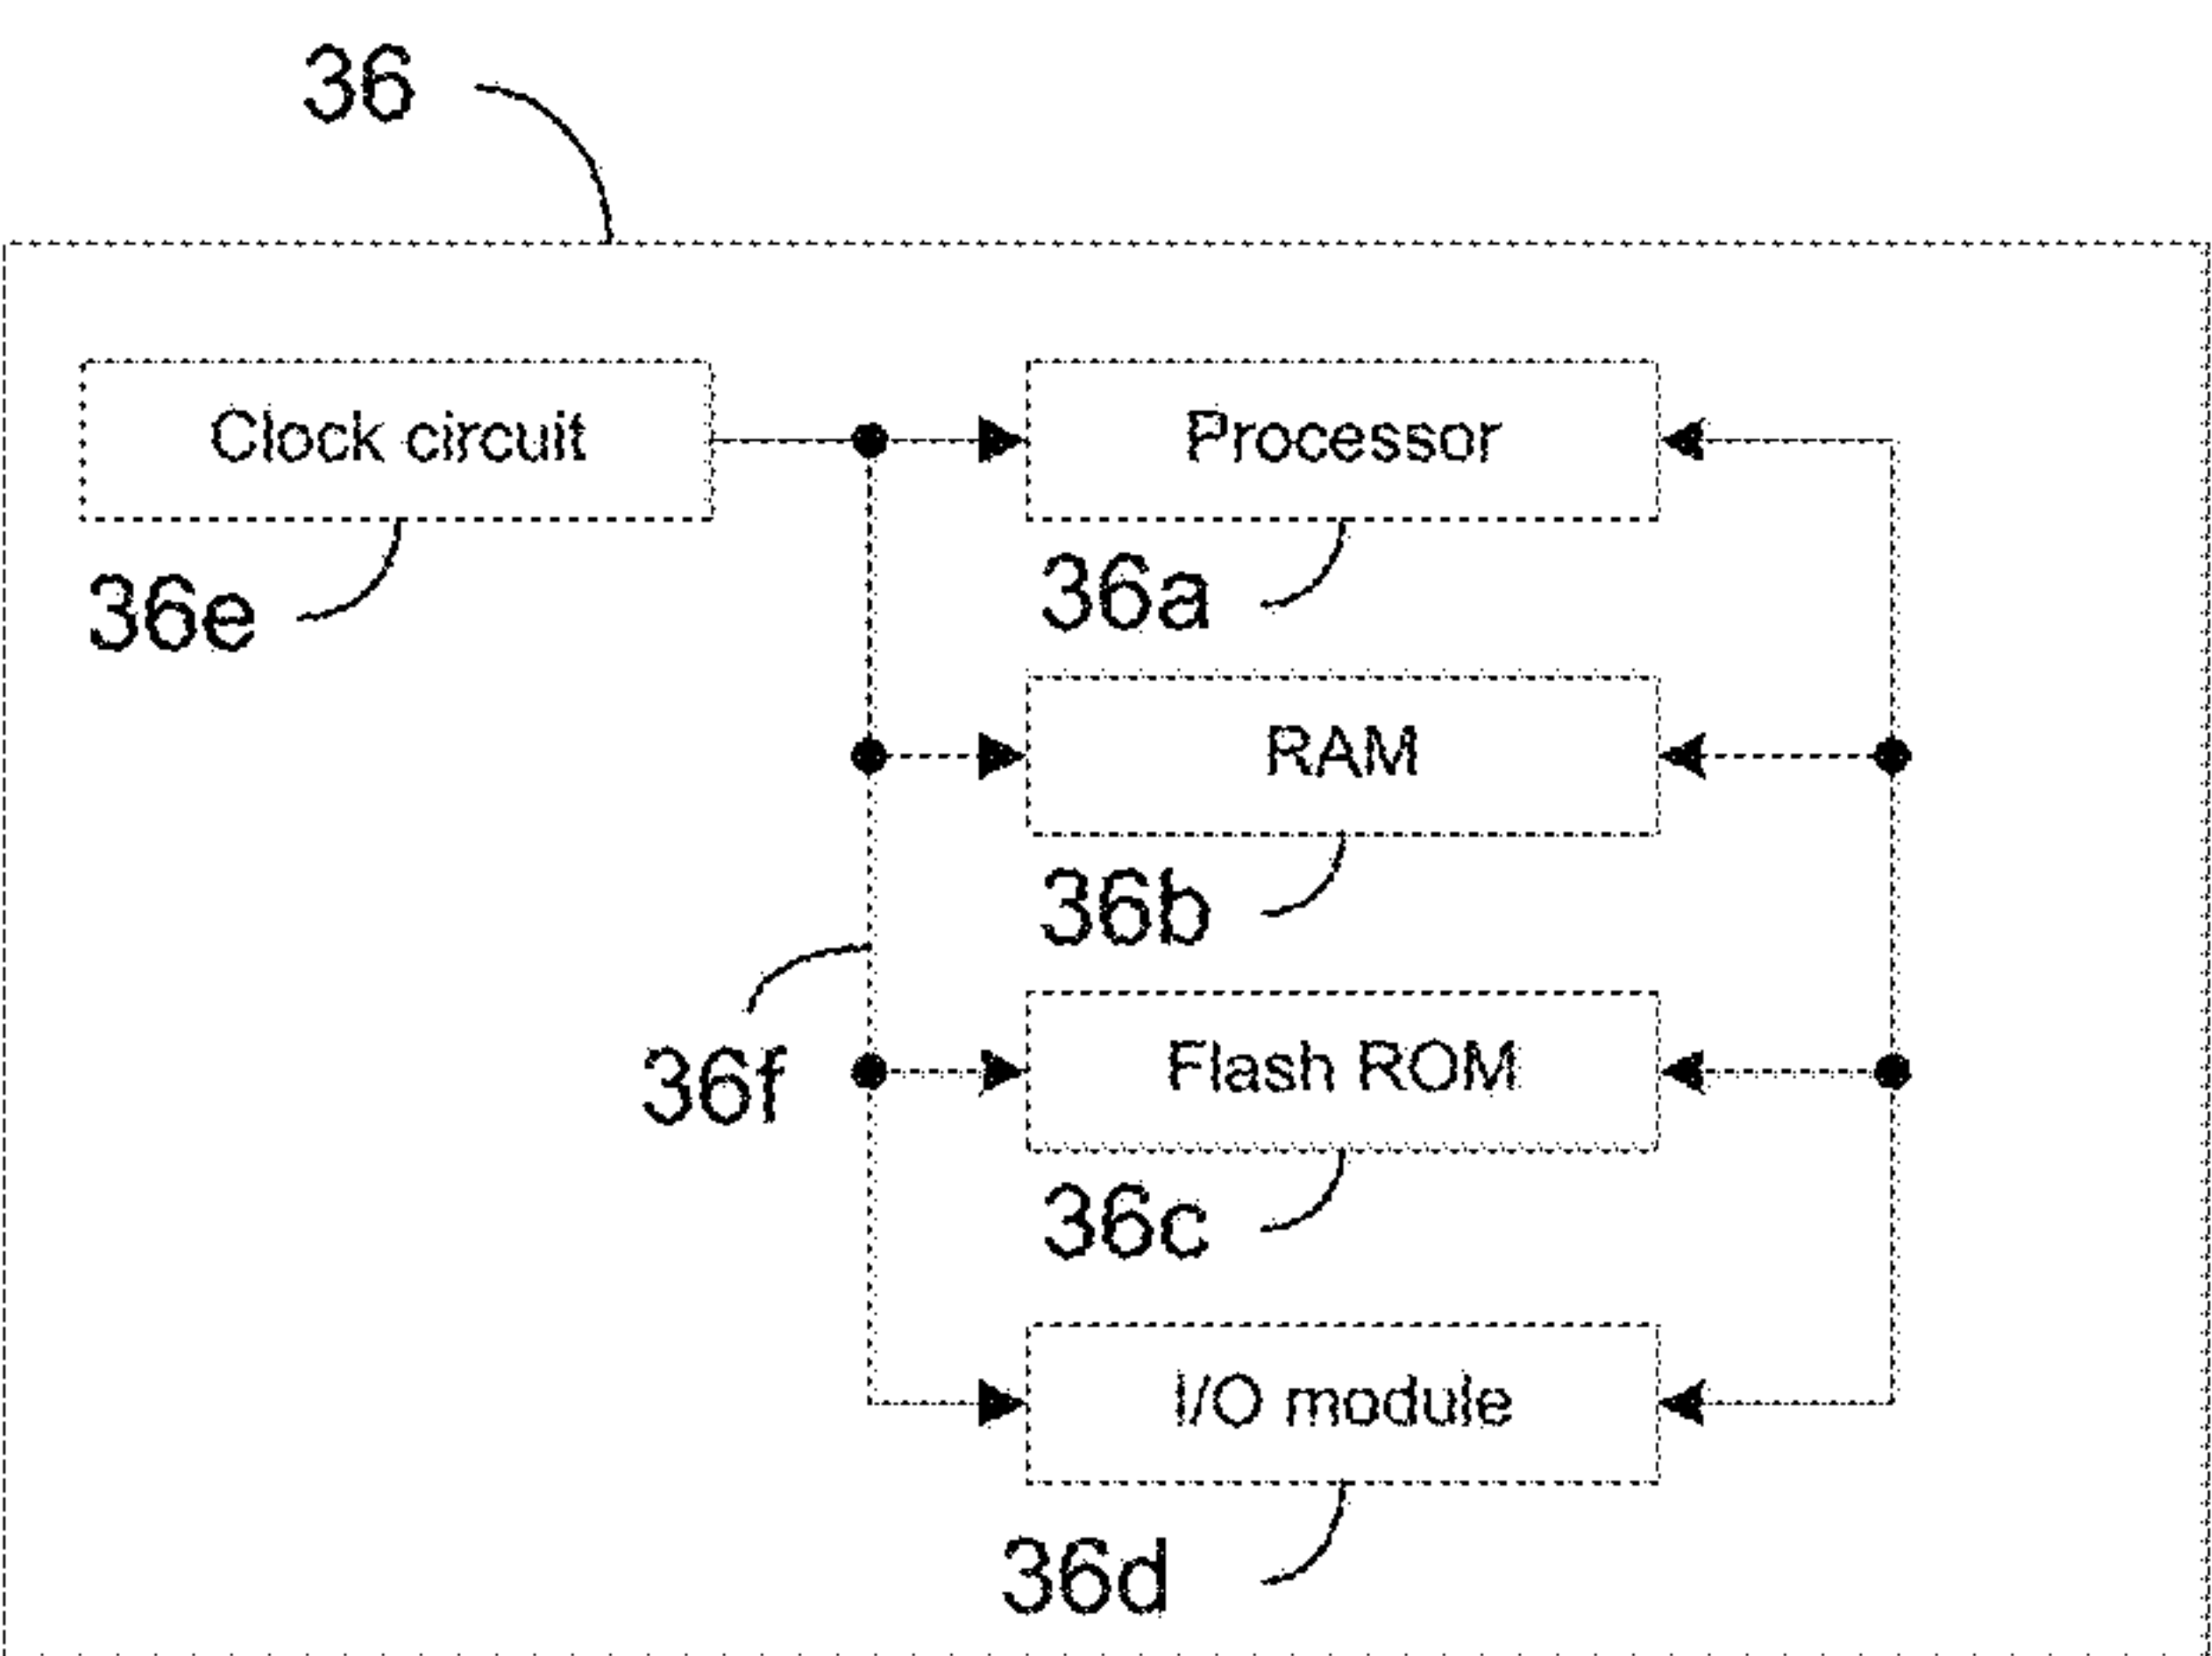 36
Clock circuit
Processor
36e
36a
RAM
36b
36f
Flash ROM
36c
I/O module
36d